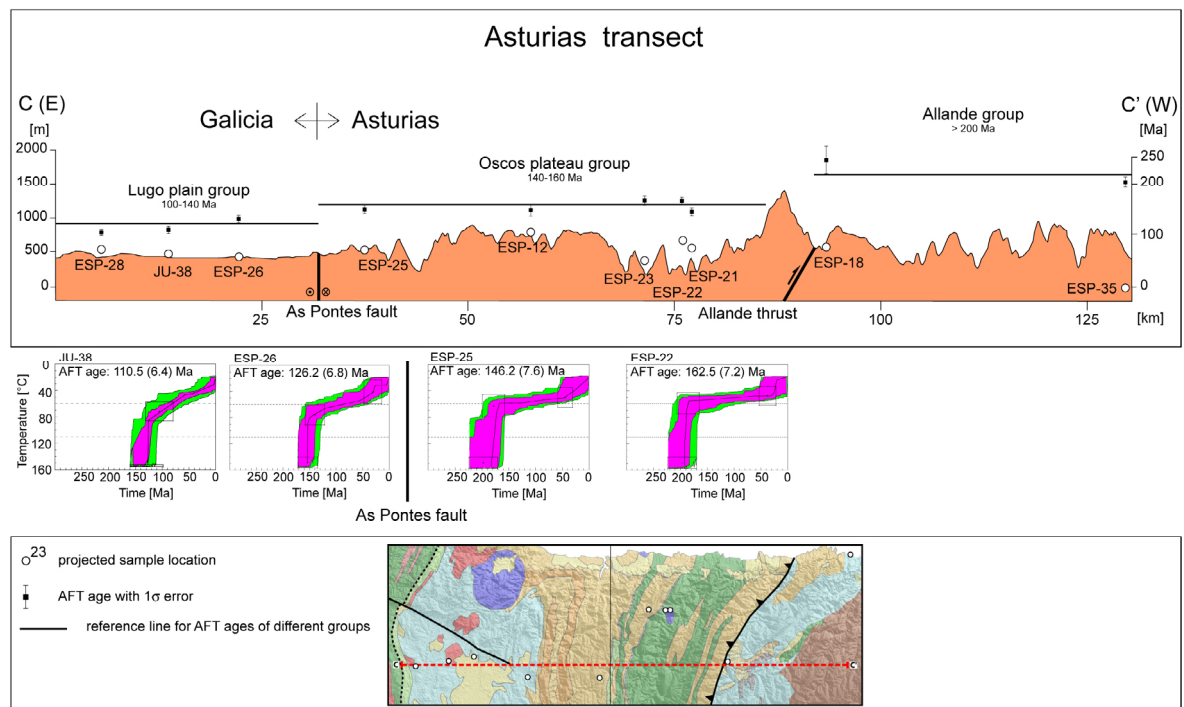 Asturias transect
C (E)
C' (W)
[m]
[Ma]
Galicia
Asturias
Allande group
> 200 Ma
Oscos plateau group
140-160 Ma
Lugo plain group
100-140 Ma
2000
1500
1000
500
0
250
200
100
0
ESP-28
JU-38
ESP-26
ESP-25
ESP-12
ESP-23
ESP-22
ESP-21
ESP-18
ESP-35
25
50
75
100
125
[km]
As Pontes fault
Allande thrust
JU-38
ESP-26
ESP-25
ESP-22
AFT age: 110.5 (6.4) Ma
AFT age: 126.2 (6.8) Ma
AFT age: 146.2 (7.6) Ma
AFT age: 162.5 (7.2) Ma
Temperature [°C]
0
40
80
120
160
200 150 100 50 0
200 150 100 50 0
250 200 150 100 50 0
250 200 150 100 50 0
Time [Ma]
Time [Ma]
Time [Ma]
Time [Ma]
As Pontes fault
23
projected sample location
AFT age with 1σ error
reference line for AFT ages of different groups
C
C'